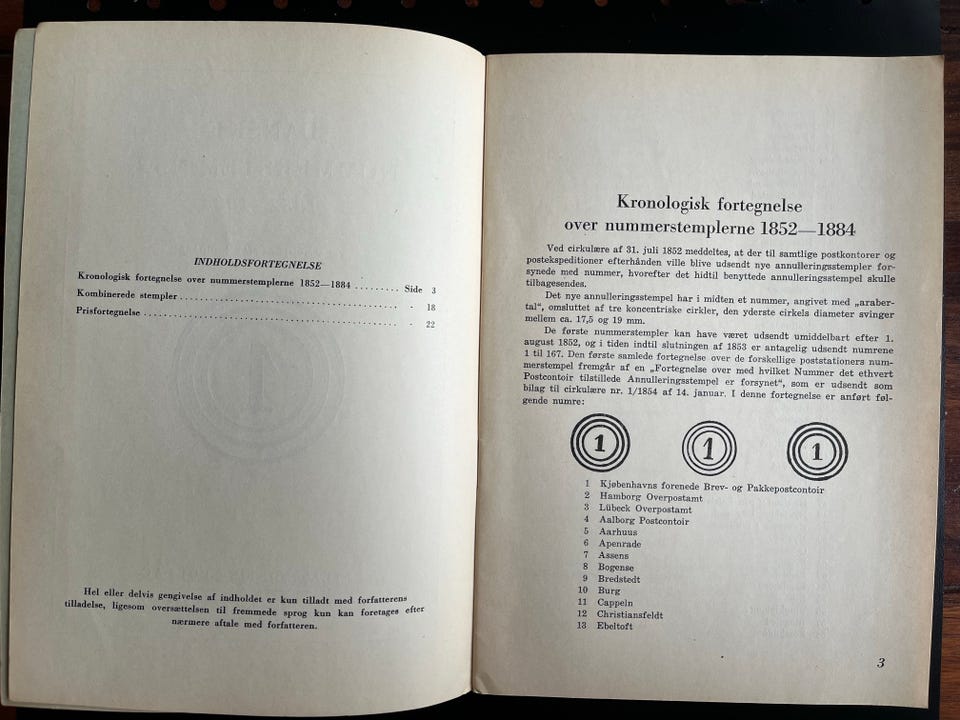 INDHOLDSFORTEGNELSE
Kronologisk fortegnelse over nummerstemplerne 1852—1884 ........ Side 3
Kombinerede stempler ........................................ - 18
Prisfortegnelse ............................................. - 22
Hel eller delvis gengivelse af indholdet er kun tilladt med forfatterens
tilladelse, ligesom oversættelsen til fremmede sprog kun kan foretages efter
nærmere aftale med forfatteren.
Kronologisk fortegnelse
over nummerstemplerne 1852—1884
Ved cirkulære af 31. juli 1852 meddeltes, at der til samtlige postkontorer og
postekspeditioner efterhånden ville blive udsendt nye annulleringsstempler for-
synede med nummer, hvorefter det hidtil benyttede annulleringsstempel skulle
tilbagesendes.
Det nye annulleringsstempel har i midten et nummer, angivet med „araber-
tal", omsluttet af tre koncentriske cirkler, den yderste cirkels diameter svinger
mellem ca. 17,5 og 19 mm.
De første nummerstempler kan have været udsendt umiddelbart efter 1.
august 1852, og i tiden indtil slutningen af 1853 er antagelig udsendt numrene
1 til 167. Den første samlede fortegnelse over de forskellige poststationers num-
merstempel fremgår af en „Fortegnelse over med hvilket Nummer det ethvert
Postcontoir tilstillede Annulleringsstempel er forsynet", som er udsendt som
bilag til cirkulære nr. 1/1854 af 14. januar. I denne fortegnelse er anført føl-
gende numre:
1 1 1
1 Kjøbenhavns forenede Brev- og Pakkepostcontoir
2 Hamborg Overpostamt
3 Lübeck Overpostamt
4 Aalborg Postcontoir
5 Aarhuus
6 Apenrade
7 Assens
8 Bogense
9 Bredstedt
10 Burg
11 Cappeln
12 Christiansfeldt
13 Ebeltoft
3